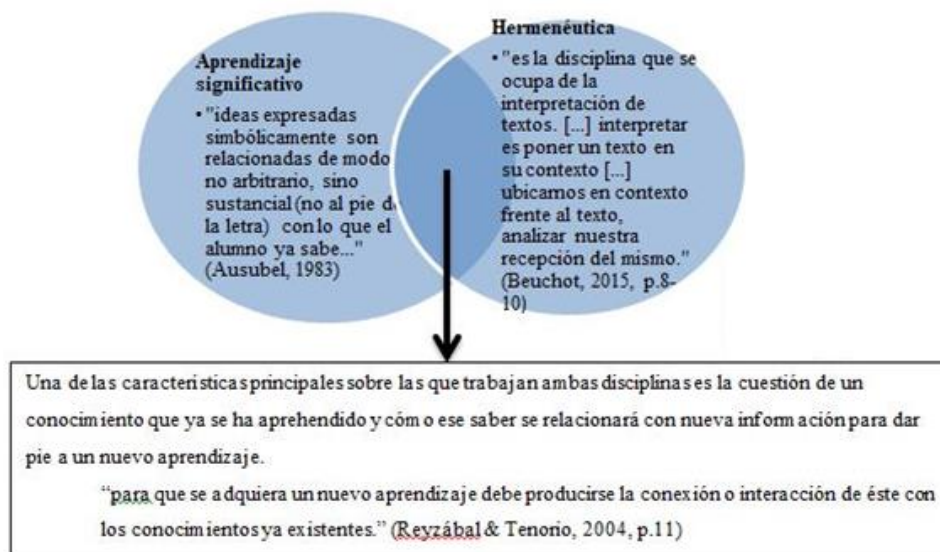 Aprendizaje
significativo
• "ideas expresadas
simbólicamente son
relacionadas de modo
no arbitrario, sino
sustancial (no al pie de
la letra) con lo que el
alumno ya sabe..."
(Ausubel, 1983)
Hermenéutica
• "es la disciplina que se
ocupa de la
interpretación de
textos. [...] interpretar
es poner un texto en
su contexto [...]
ubicarnos en contexto
frente al texto,
analizar nuestra
recepción del mismo."
(Beuchot, 2015, p.8-
10)
Una de las características principales sobre las que trabajan ambas disciplinas es la cuestión de un
conocimiento que ya se ha aprehendido y cómo ese saber se relacionará con nueva información para dar
pie a un nuevo aprendizaje.
“para que se adquiera un nuevo aprendizaje debe producirse la conexión o interacción de éste con
los conocimientos ya existentes.” (Reyzábal & Tenorio, 2004, p.11)